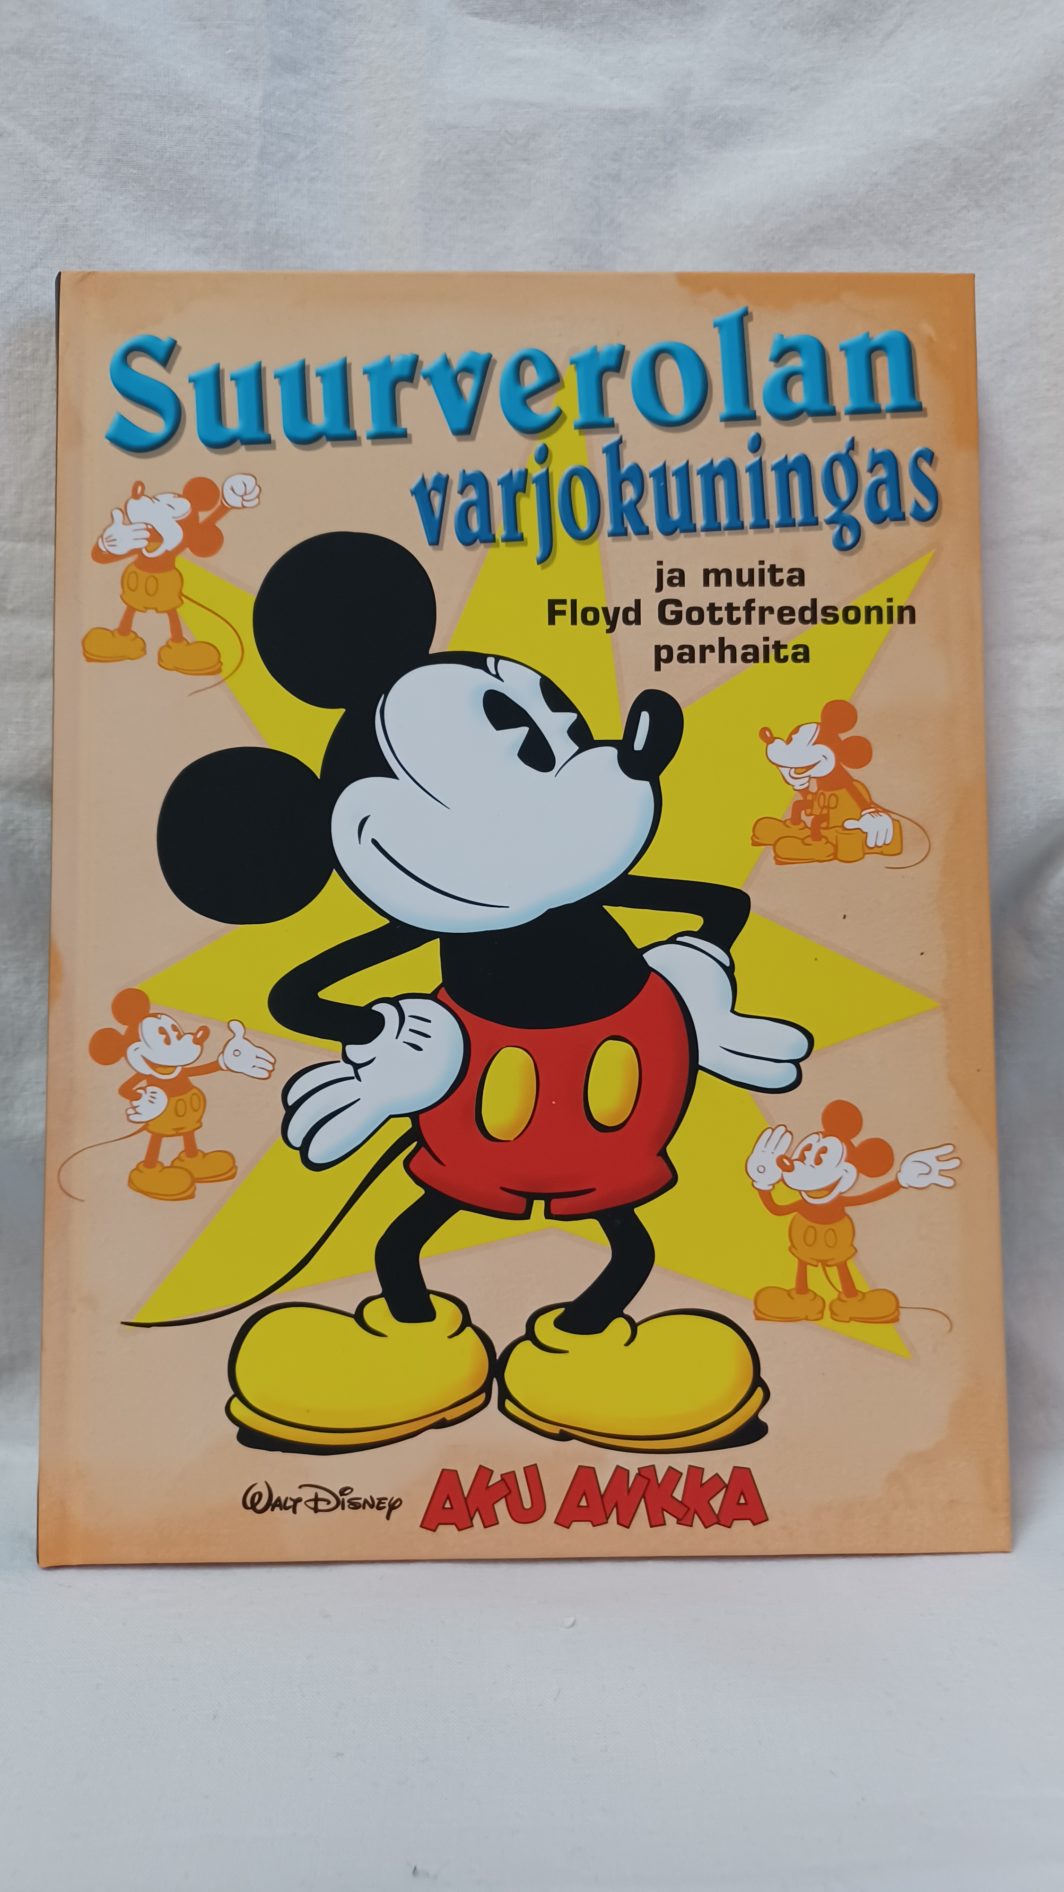 Suurverolan
varjokuningas
ja muita
Floyd Gottfredsonin
parhaita
WALT DISNEY AKU ANKKA